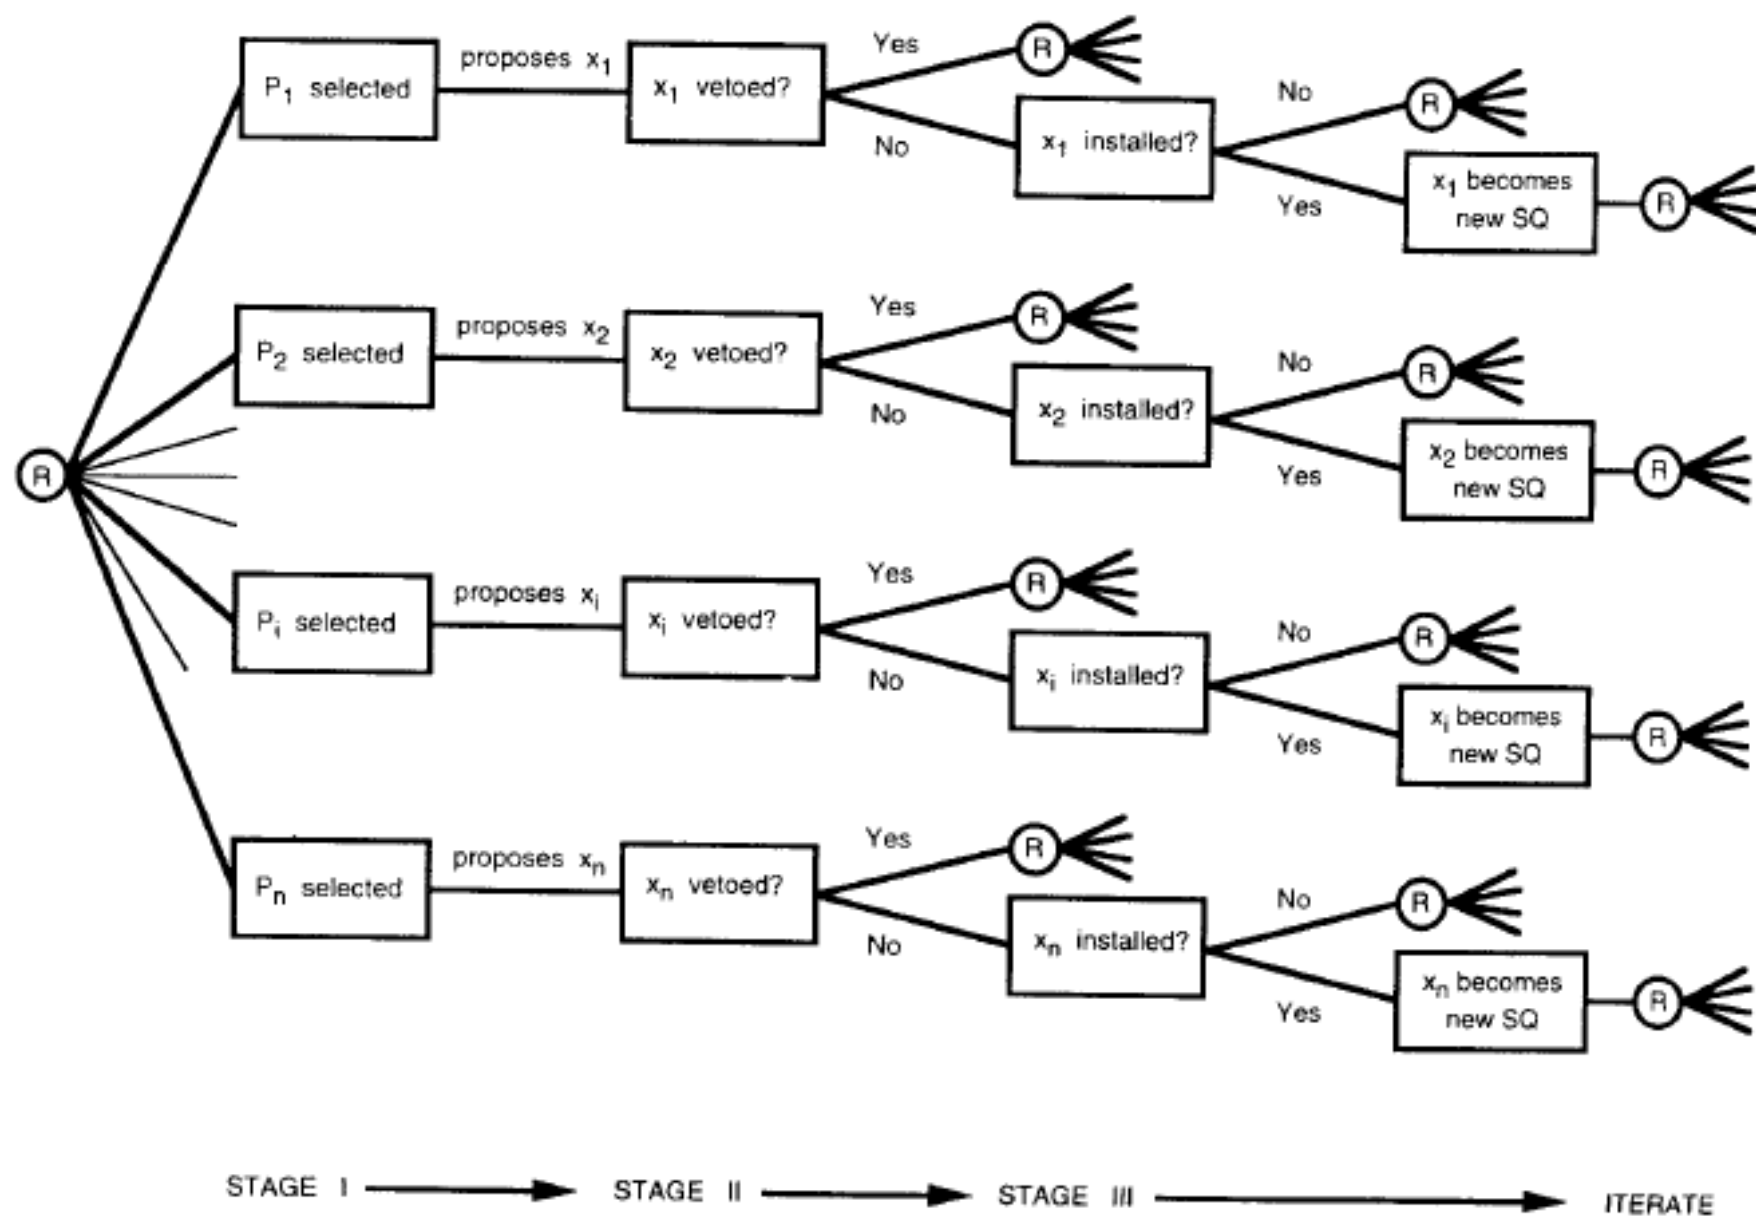 P1 selected
proposes x1
x1 vetoed?
Yes
No
R
x1 installed?
No
Yes
R
x1 becomes
new SQ
R
P2 selected
proposes x2
x2 vetoed?
Yes
No
R
x2 installed?
No
Yes
R
x2 becomes
new SQ
R
R
Pi selected
proposes xi
xi vetoed?
Yes
No
R
xi installed?
No
Yes
R
xi becomes
new SQ
R
Pn selected
proposes xn
xn vetoed?
Yes
No
R
xn installed?
No
Yes
R
xn becomes
new SQ
R
STAGE I
STAGE II
STAGE III
ITERATE